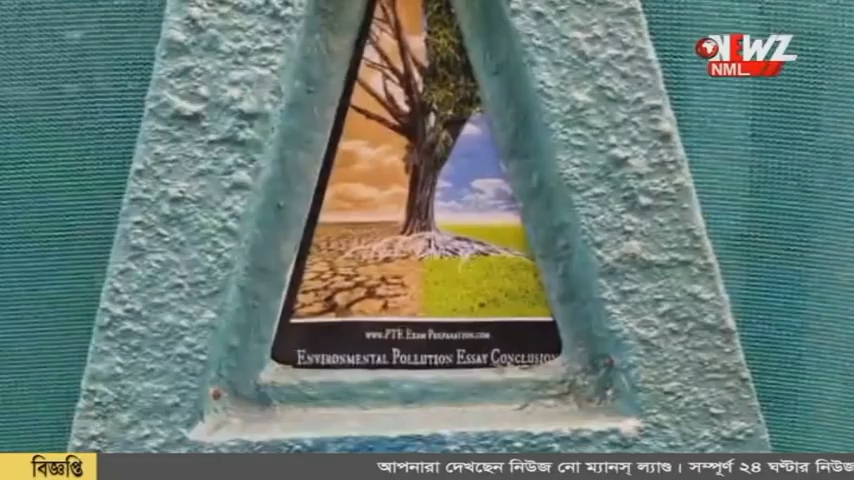 NEWZ
NML
www.PTE Exam Preparation.com
Environmental Pollution Essay Conclusion
বিজ্ঞপ্তি
আপনারা দেখছেন নিউজ নো ম্যানস্ ল্যাণ্ড। সম্পূর্ণ ২৪ ঘণ্টার নিউজ